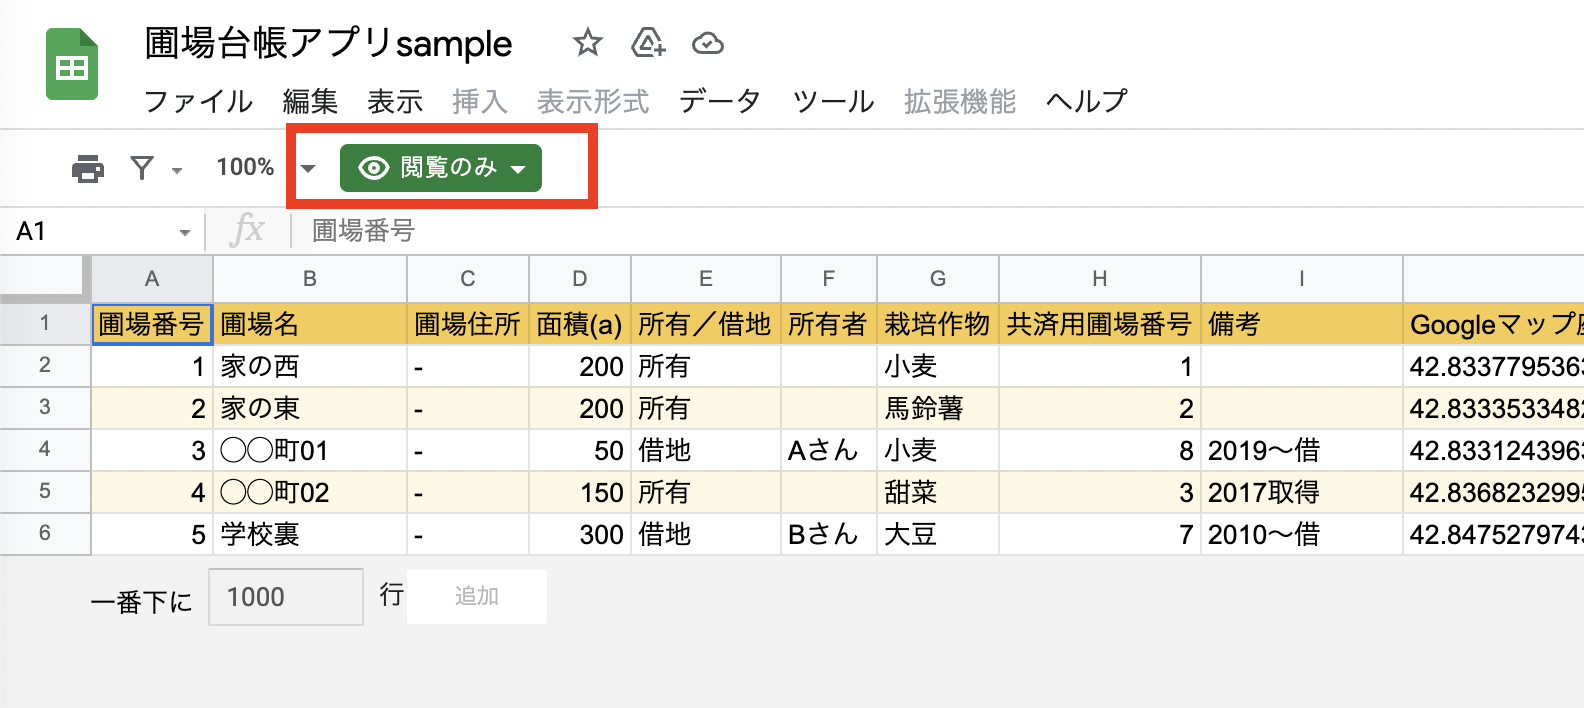 圃場台帳アプリsample
ファイル 編集 表示 挿入 表示形式 データ ツール 拡張機能 ヘルプ
100% 閲覧のみ
A1 fx 圃場番号
A B C D E F G H I
1 圃場番号 圃場名 圃場住所 面積(a) 所有／借地 所有者 栽培作物 共済用圃場番号 備考 Googleマップ
2 1 家の西 - 200 所有 小麦 1 42.8337795363
3 2 家の東 - 200 所有 馬鈴薯 2 42.833353348
4 3 〇〇町01 - 50 借地 Aさん 小麦 8 2019〜借 42.833124396
5 4 〇〇町02 - 150 所有 甜菜 3 2017取得 42.836823299
6 5 学校裏 - 300 借地 Bさん 大豆 7 2010〜借 42.847527974
一番下に 1000 行 追加